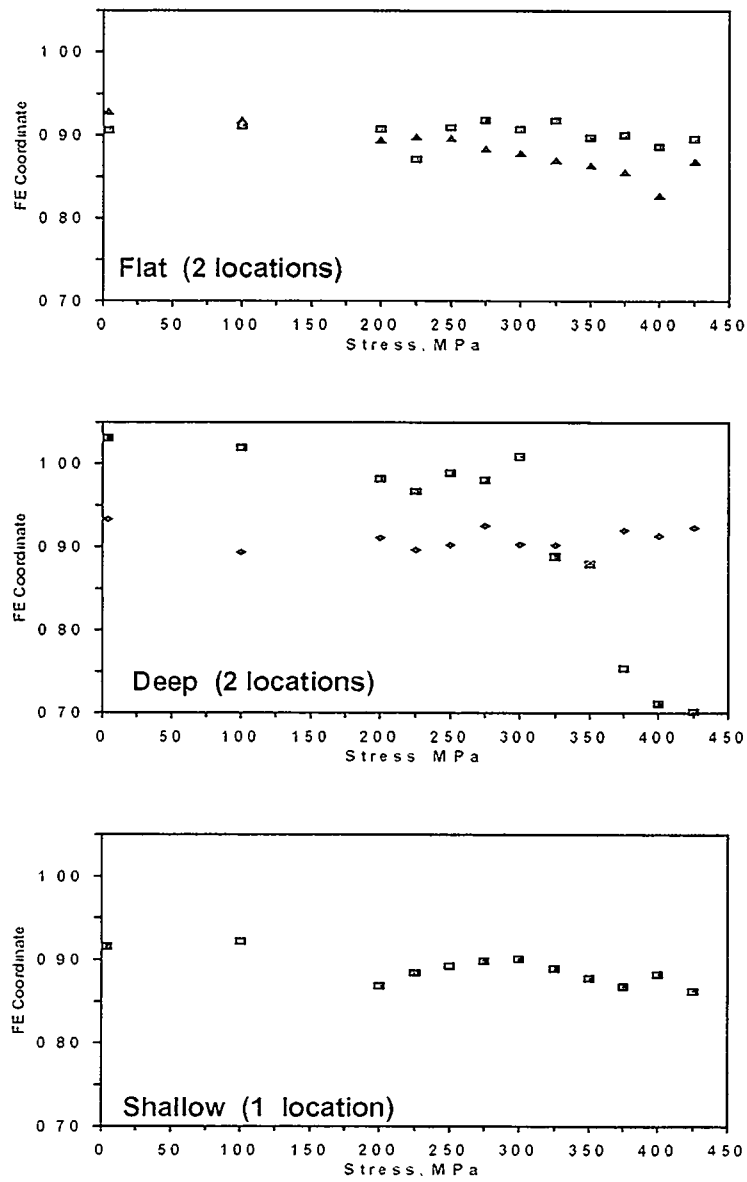 FE Coordinate
1 00
0 90
0 80
0 70
Flat (2 locations)
0 50 100 150 200 250 300 350 400 450
Stress, MPa
FE Coordinate
1 00
0 90
0 80
0 70
Deep (2 locations)
0 50 100 150 200 250 300 350 400 450
Stress MPa
FE Coordinate
1 00
0 90
0 80
0 70
Shallow (1 location)
0 50 100 150 200 250 300 350 400 450
Stress, MPa